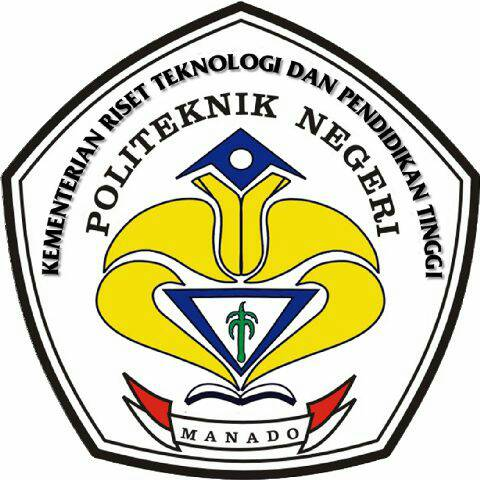 KEMENTERIAN RISET TEKNOLOGI DAN PENDIDIKAN TINGGI
POLITEKNIK NEGERI
MANADO